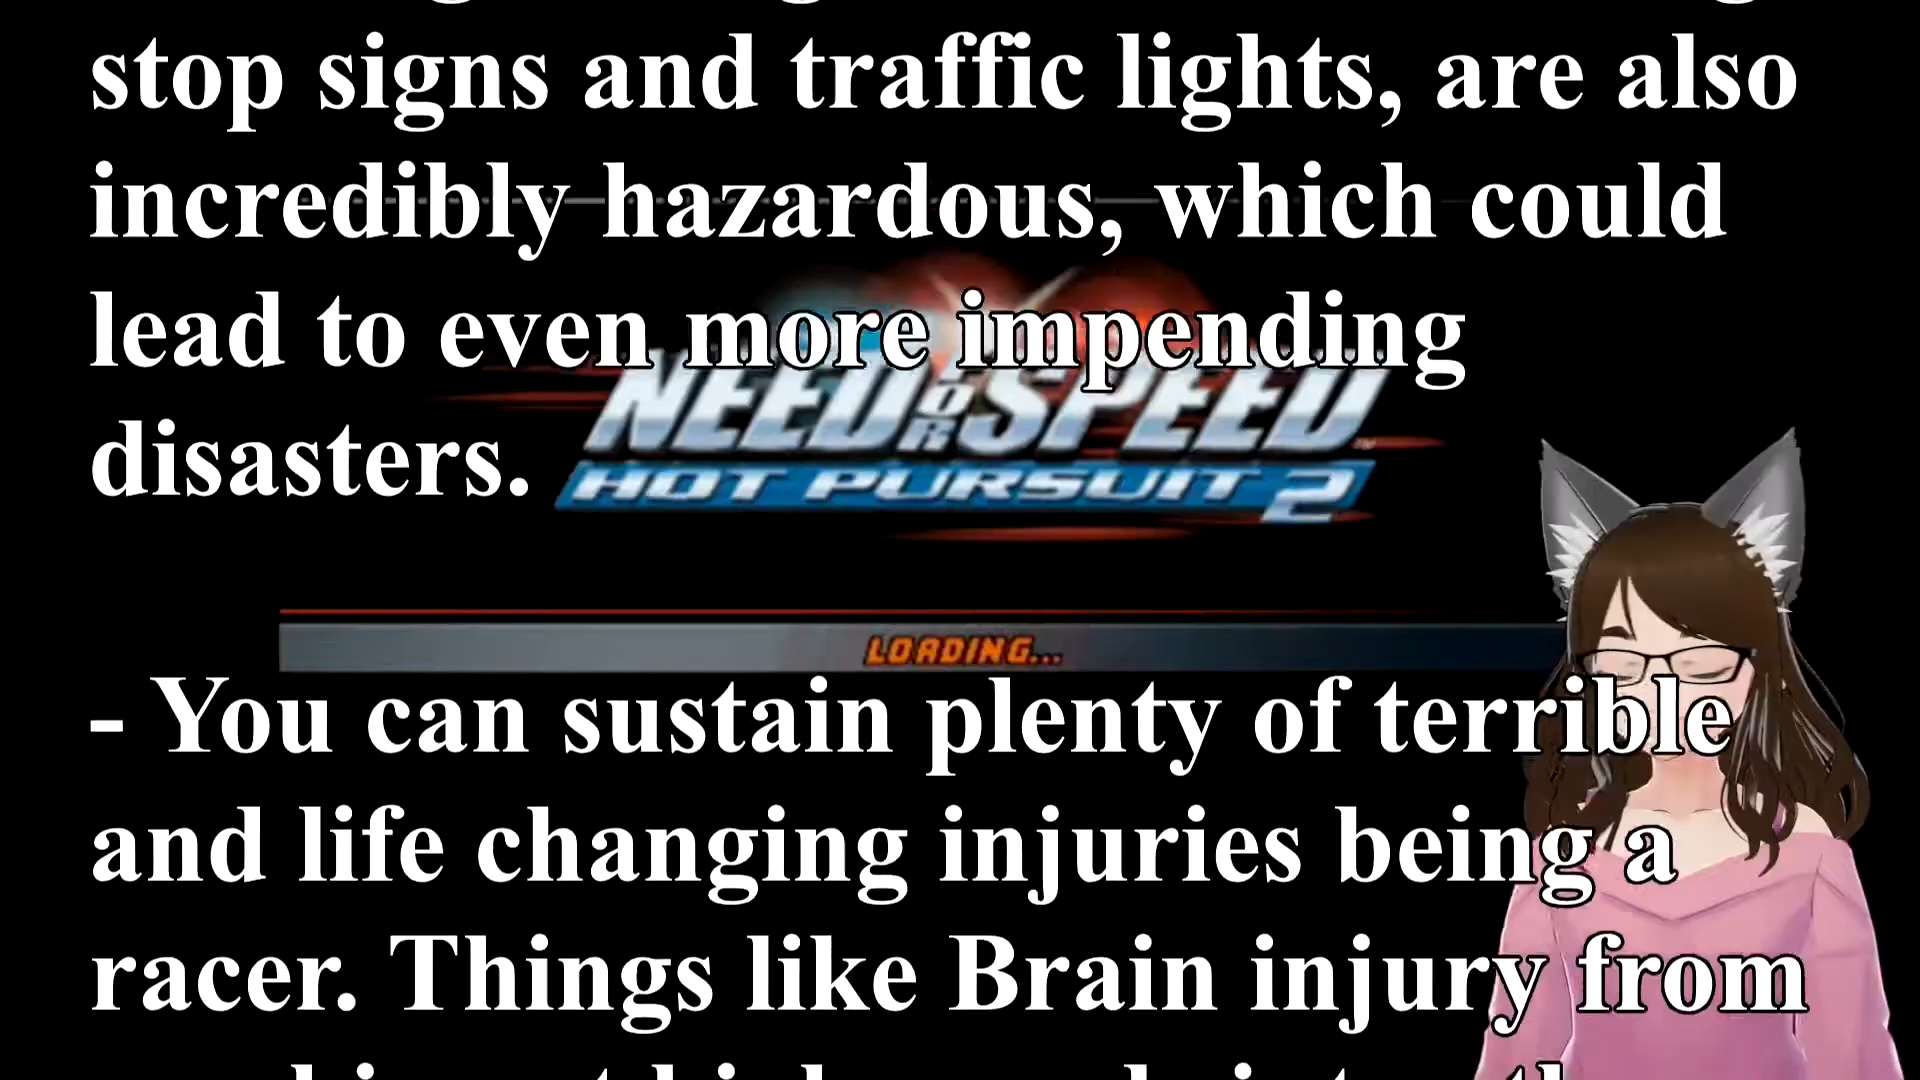 stop signs and traffic lights, are also
incredibly hazardous, which could
lead to even more impending
disasters.
NEED FOR SPEED
HOT PURSUIT 2
LOADING...
- You can sustain plenty of terrible
and life changing injuries being a
racer. Things like Brain injury from